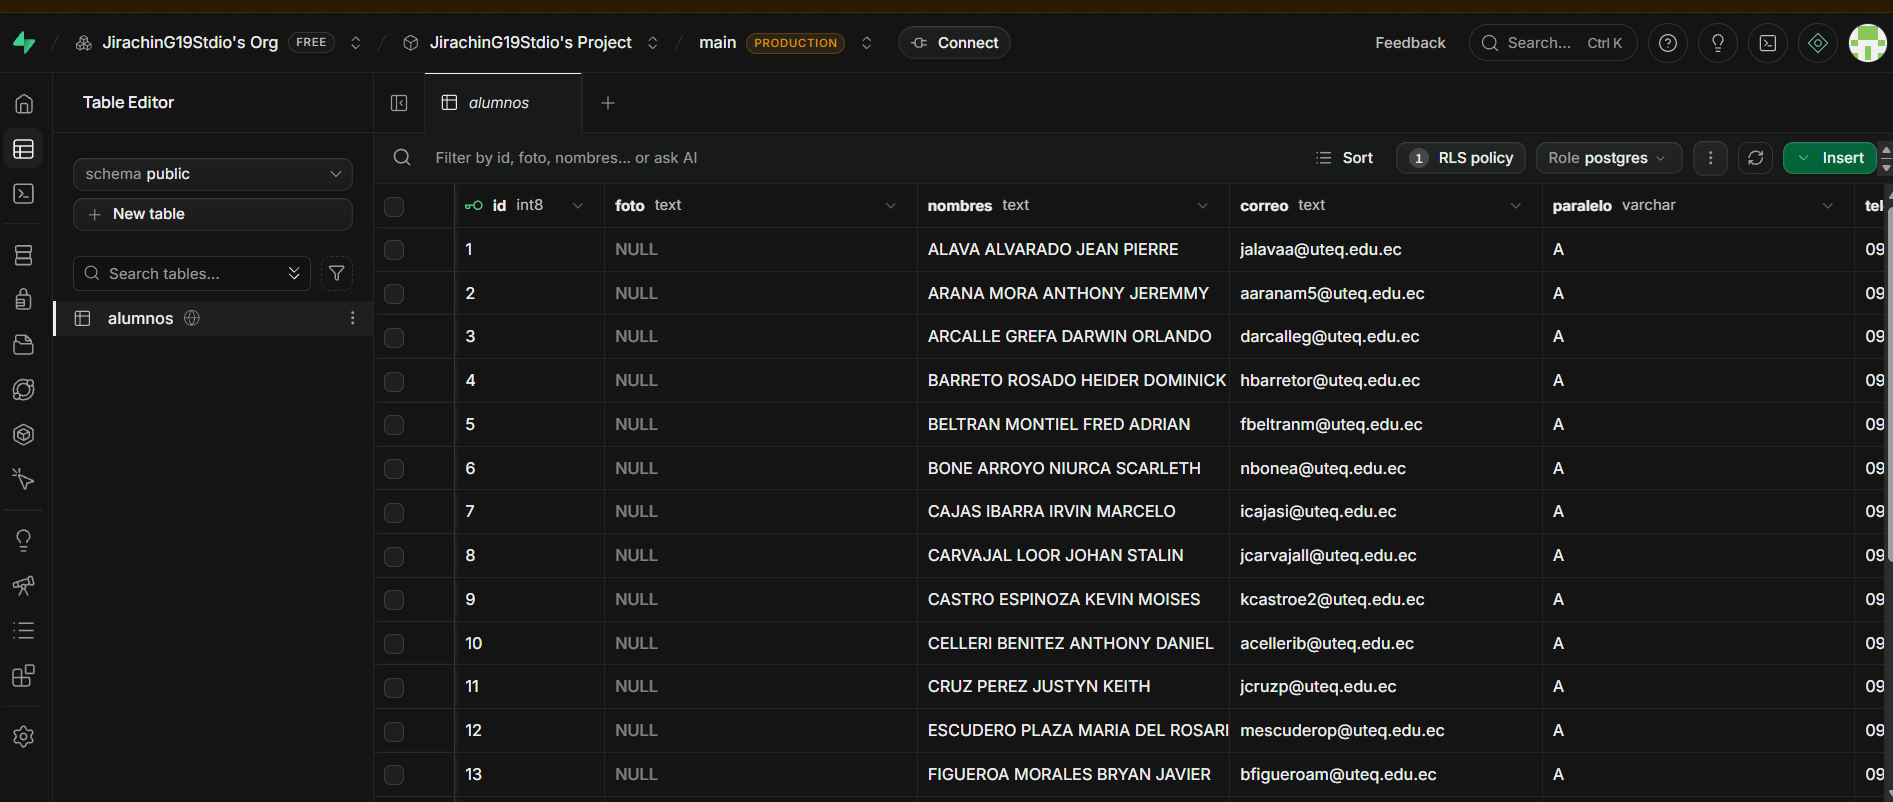 JirachinG19Stdio's Org FREE JirachinG19Stdio's Project main PRODUCTION Connect Feedback Search... Ctrl K
Table Editor
alumnos
schema public
New table
Search tables...
alumnos
Filter by id, foto, nombres... or ask AI Sort 1 RLS policy Role postgres Insert
id int8 foto text nombres text correo text paralelo varchar
1 NULL ALAVA ALVARADO JEAN PIERRE jalavaa@uteq.edu.ec A 09
2 NULL ARANA MORA ANTHONY JEREMMY aaranam5@uteq.edu.ec A 09
3 NULL ARCALLE GREFA DARWIN ORLANDO darcalleg@uteq.edu.ec A 09
4 NULL BARRETO ROSADO HEIDER DOMINICK hbarretor@uteq.edu.ec A 09
5 NULL BELTRAN MONTIEL FRED ADRIAN fbeltranm@uteq.edu.ec A 09
6 NULL BONE ARROYO NIURCA SCARLETH nbonea@uteq.edu.ec A 09
7 NULL CAJAS IBARRA IRVIN MARCELO icajasi@uteq.edu.ec A 09
8 NULL CARVAJAL LOOR JOHAN STALIN jcarvajall@uteq.edu.ec A 09
9 NULL CASTRO ESPINOZA KEVIN MOISES kcastroe2@uteq.edu.ec A 09
10 NULL CELLERI BENITEZ ANTHONY DANIEL acellerib@uteq.edu.ec A 09
11 NULL CRUZ PEREZ JUSTYN KEITH jcruzp@uteq.edu.ec A 09
12 NULL ESCUDERO PLAZA MARIA DEL ROSARI mescuderop@uteq.edu.ec A 09
13 NULL FIGUEROA MORALES BRYAN JAVIER bfigueroam@uteq.edu.ec A 09